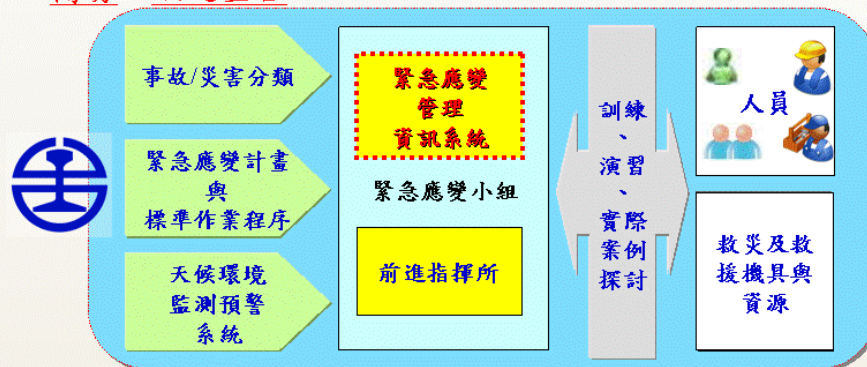 事故/災害分類
緊急應變計畫
與
標準作業程序
天候環境
監測預警
系統
緊急應變
管理
資訊系統
緊急應變小組
前進指揮所
訓練
、
演習
、
實際
案例
探討
人員
救災及救
援機具與
資源